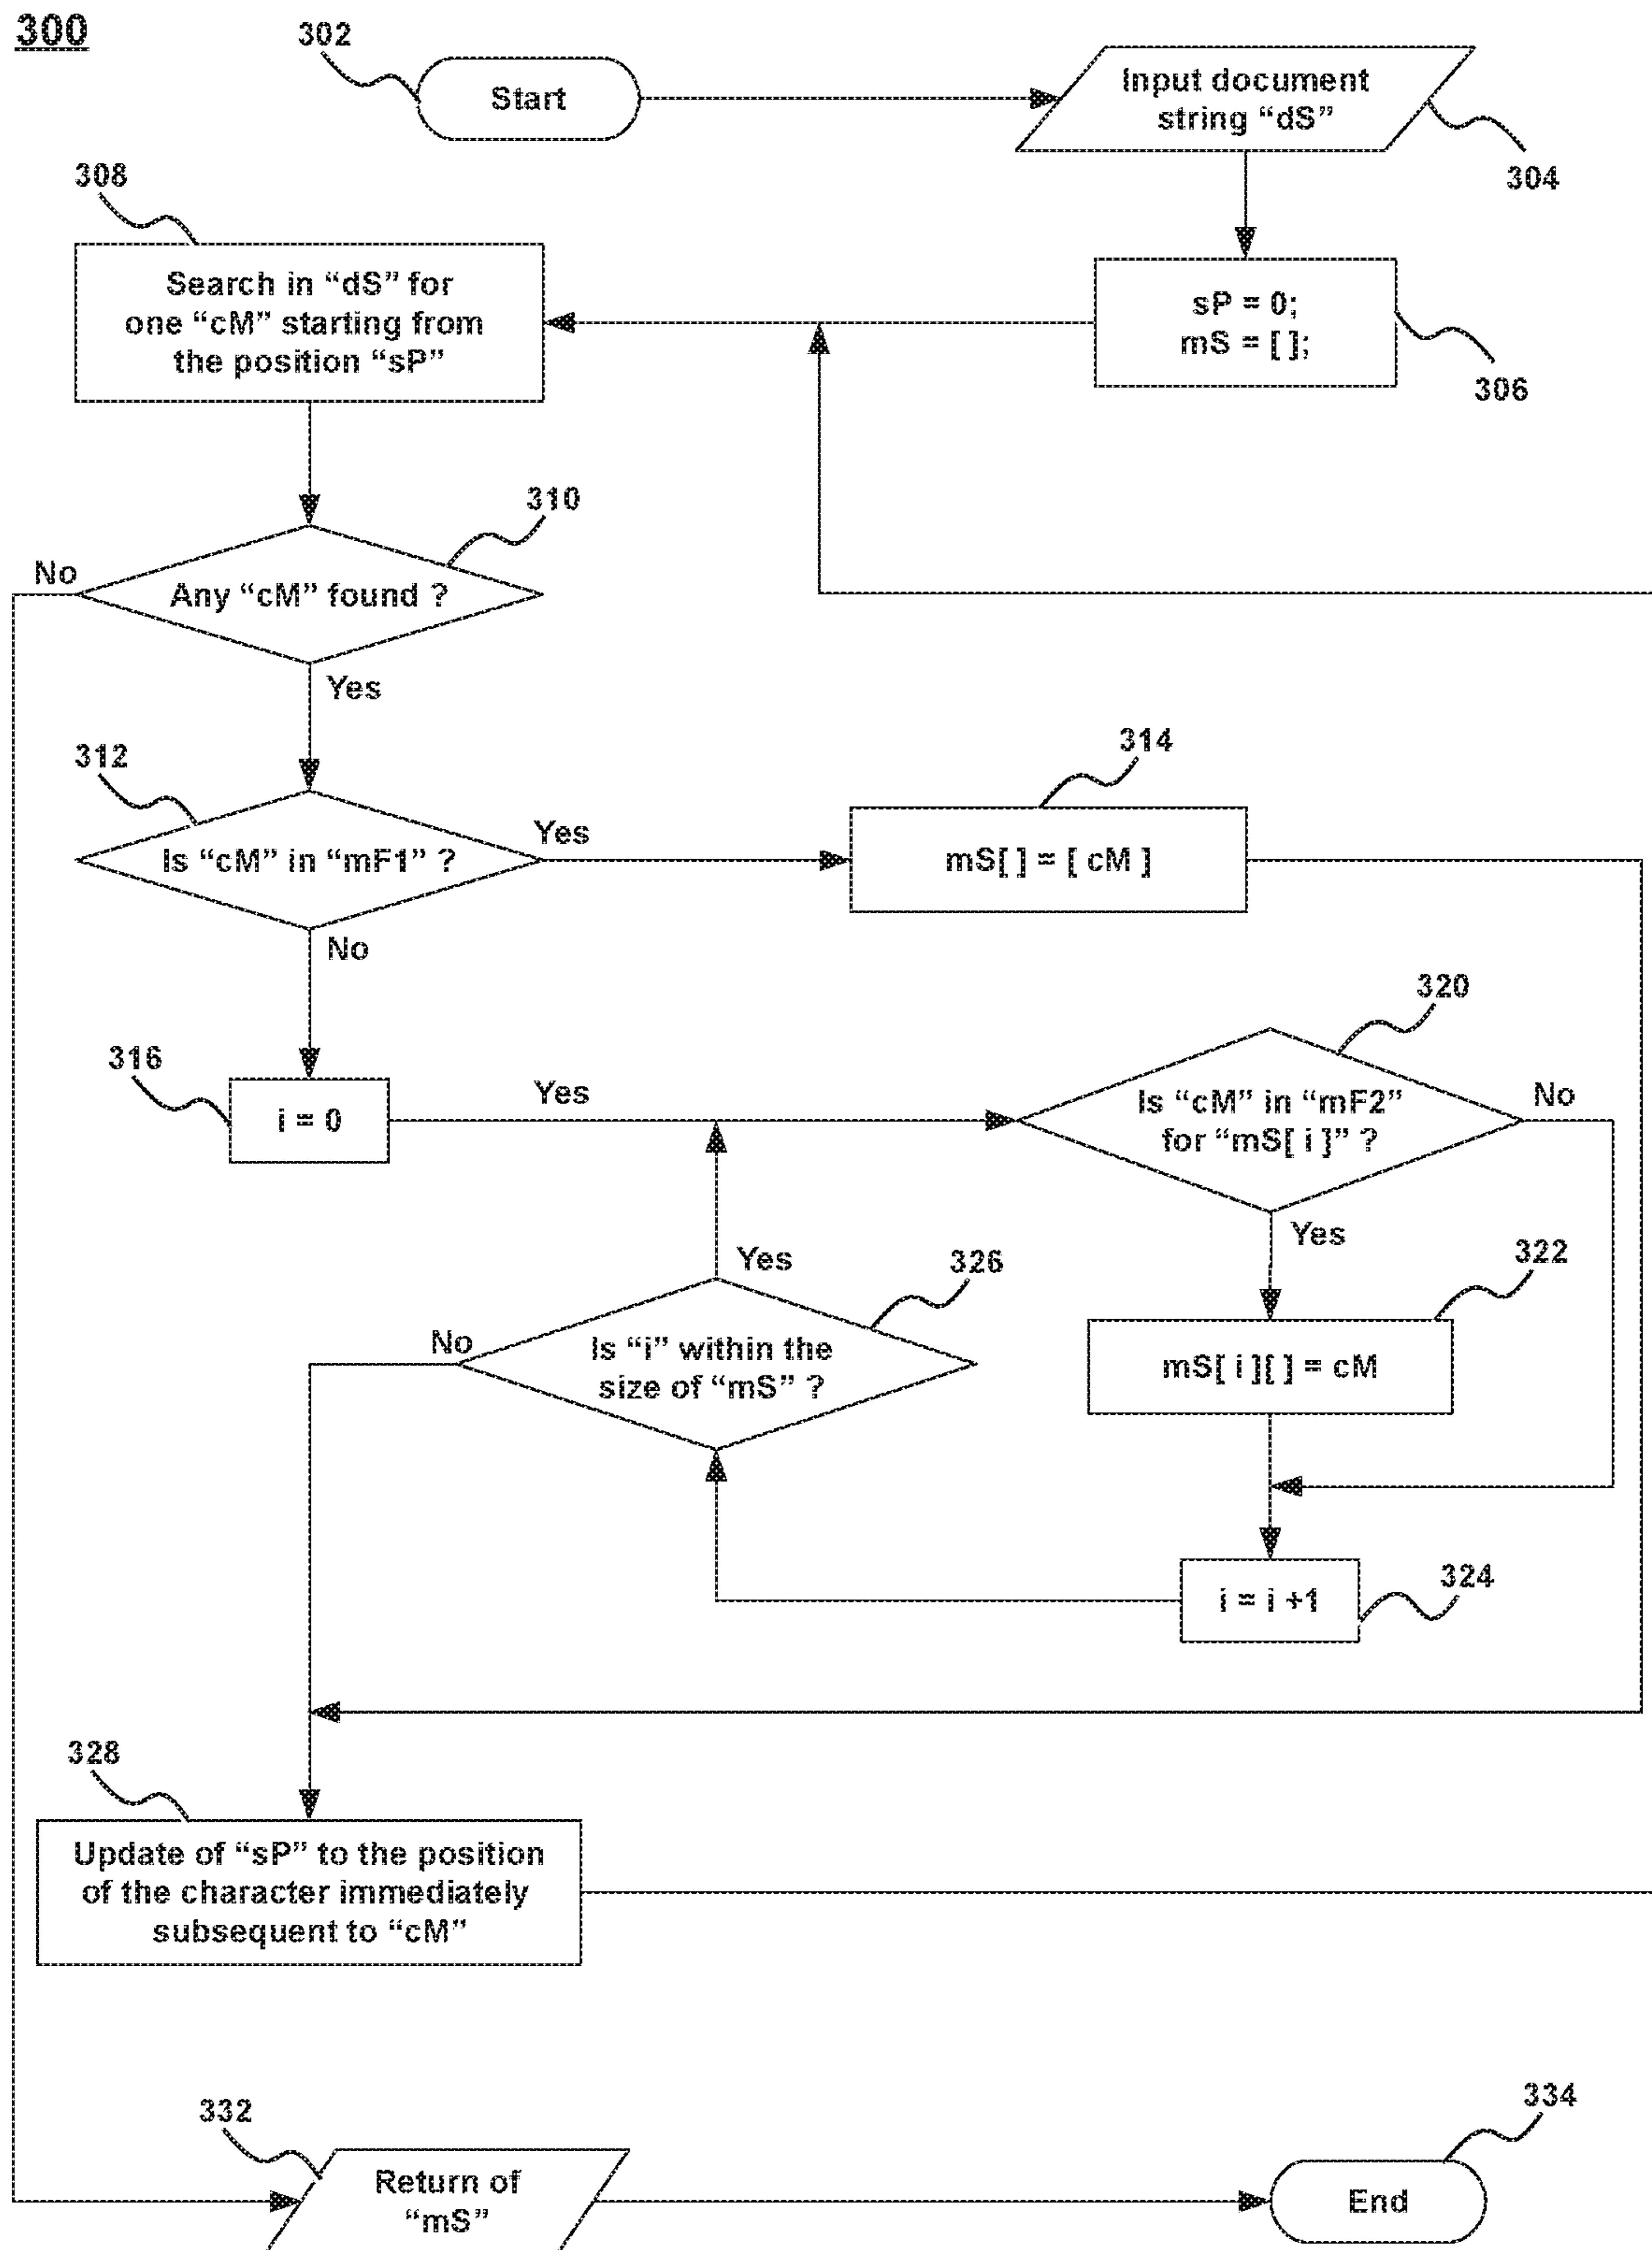 300
302
Start
Input document
string “dS”
304
308
Search in “dS” for
one “cM” starting from
the position “sP”
sP = 0;
mS = [ ];
306
310
No
Any “cM” found ?
Yes
312
Is “cM” in “mF1” ?
Yes
314
mS[ ] = [ cM ]
No
316
i = 0
Yes
320
Is “cM” in “mF2”
for “mS[ i ]” ?
No
Yes
322
mS[ i ][ ] = cM
326
Yes
No
Is “i” within the
size of “mS” ?
i = i +1
324
328
Update of “sP” to the position
of the character immediately
subsequent to “cM”
332
Return of
“mS”
334
End